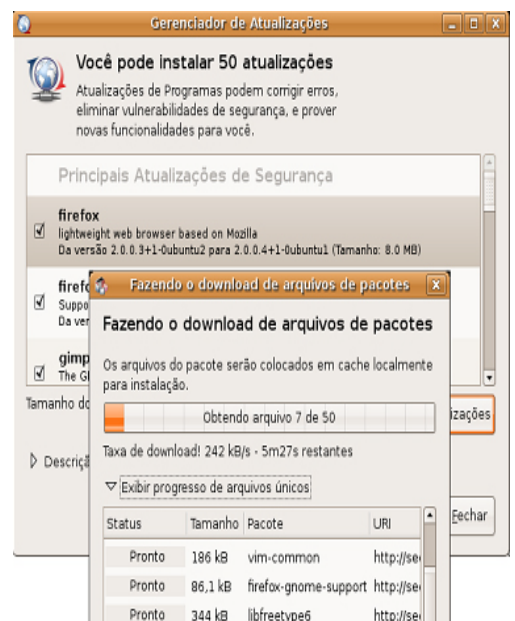 Gerenciador de Atualizações
Você pode instalar 50 atualizações
Atualizações de Programas podem corrigir erros,
eliminar vulnerabilidades de segurança, e prover
novas funcionalidades para você.
Principais Atualizações de Segurança
firefox
lightweight web browser based on Mozilla
Da versão 2.0.0.3+1-0ubuntu2 para 2.0.0.4+1-0ubuntu1 (Tamanho: 8.0 MB)
firef
Suppo
Da ver
gimp
The G
Tamanho do
izações
Descriçã
Fechar
Fazendo o download de arquivos de pacotes
Fazendo o download de arquivos de pacotes
Os arquivos do pacote serão colocados em cache localmente
para instalação.
Obtendo arquivo 7 de 50
Taxa de download! 242 kB/s - 5m27s restantes
Exibir progresso de arquivos únicos
Status Tamanho Pacote URI
Pronto 186 kB vim-common http://se
Pronto 86,1 kB firefox-gnome-support http://se
Pronto 344 kB libfreetype6 http://se